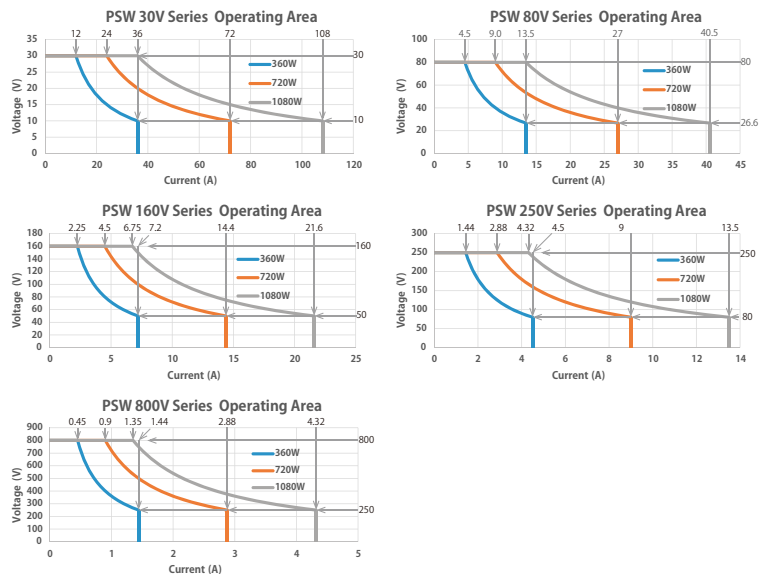 PSW 30V Series Operating Area
12 24 36 72 108
35
30
25
20
15
10
5
0
30
10
360W
720W
1080W
Voltage (V)
0 20 40 60 80 100 120
Current (A)
PSW 80V Series Operating Area
4.5 9.0 13.5 27 40.5
100
80
60
40
20
0
80
26.6
360W
720W
1080W
Voltage (V)
0 5 10 15 20 25 30 35 40 45
Current (A)
PSW 160V Series Operating Area
2.25 4.5 6.75 7.2 14.4 21.6
180
160
140
120
100
80
60
40
20
0
160
50
360W
720W
1080W
Voltage (V)
0 5 10 15 20 25
Current (A)
PSW 250V Series Operating Area
1.44 2.88 4.32 4.5 9 13.5
300
250
200
150
100
50
0
250
80
360W
720W
1080W
Voltage (V)
0 2 4 6 8 10 12 14
Current (A)
PSW 800V Series Operating Area
0.45 0.9 1.35 1.44 2.88 4.32
900
800
700
600
500
400
300
200
100
0
800
250
360W
720W
1080W
Voltage (V)
0 1 2 3 4 5
Current (A)